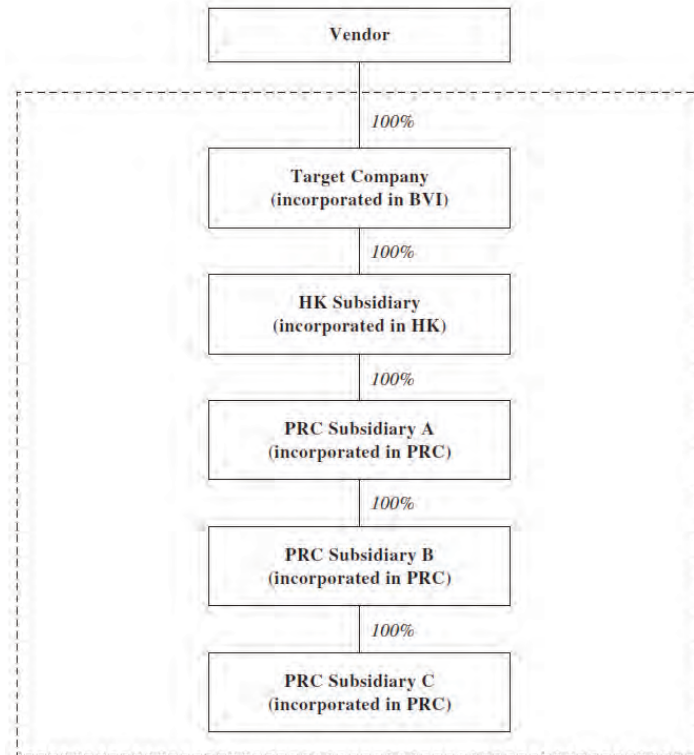 Vendor
100%
Target Company
(incorporated in BVI)
100%
HK Subsidiary
(incorporated in HK)
100%
PRC Subsidiary A
(incorporated in PRC)
100%
PRC Subsidiary B
(incorporated in PRC)
100%
PRC Subsidiary C
(incorporated in PRC)